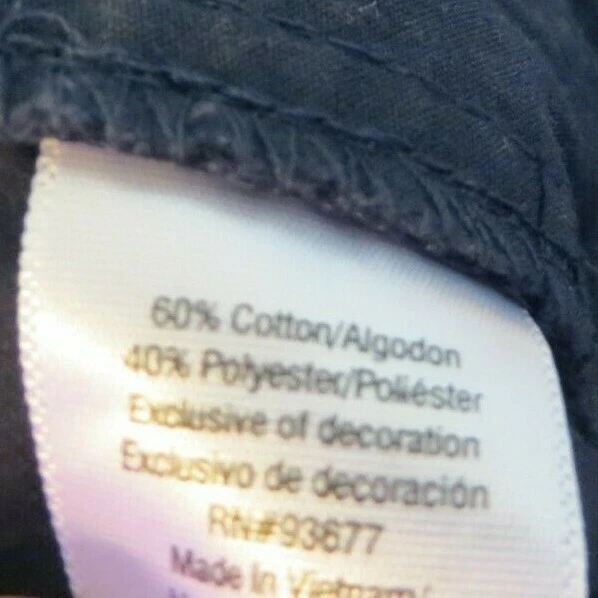 60% Cotton/Algodon
40% Polyester/Poliéster
Exclusive of decoration
Exclusivo de decoración
RN#93677
Made In Vietnam/